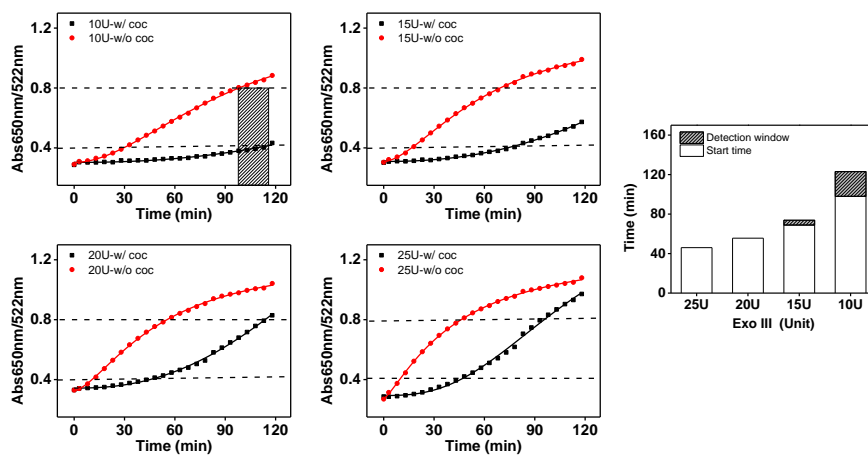 10U-w/ coc
10U-w/o coc
1.2
0.8
0.4
Abs650nm/522nm
0 30 60 90 120
Time (min)
15U-w/ coc
15U-w/o coc
1.2
0.8
0.4
Abs650nm/522nm
0 30 60 90 120
Time (min)
20U-w/ coc
20U-w/o coc
1.2
0.8
0.4
Abs650nm/522nm
0 30 60 90 120
Time (min)
25U-w/ coc
25U-w/o coc
1.2
0.8
0.4
Abs650nm/522nm
0 30 60 90 120
Time (min)
Detection window
Start time
160
120
80
40
0
Time (min)
25U 20U 15U 10U
Exo III (Unit)